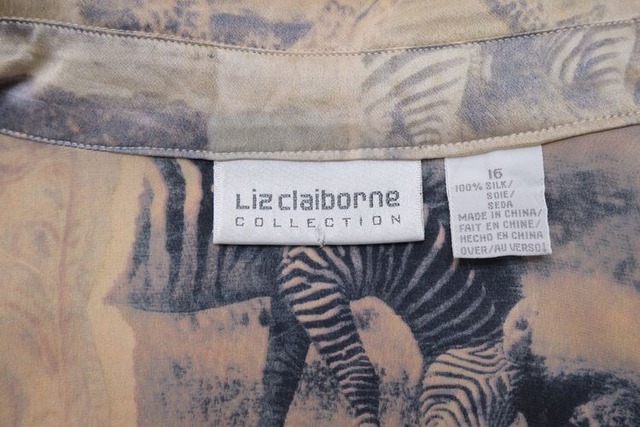 Liz claiborne
COLLECTION
16
100% SILK/
SOIE/
SEDA
MADE IN CHINA/
FAIT EN CHINE/
HECHO EN CHINA
OVER/AU VERSO/